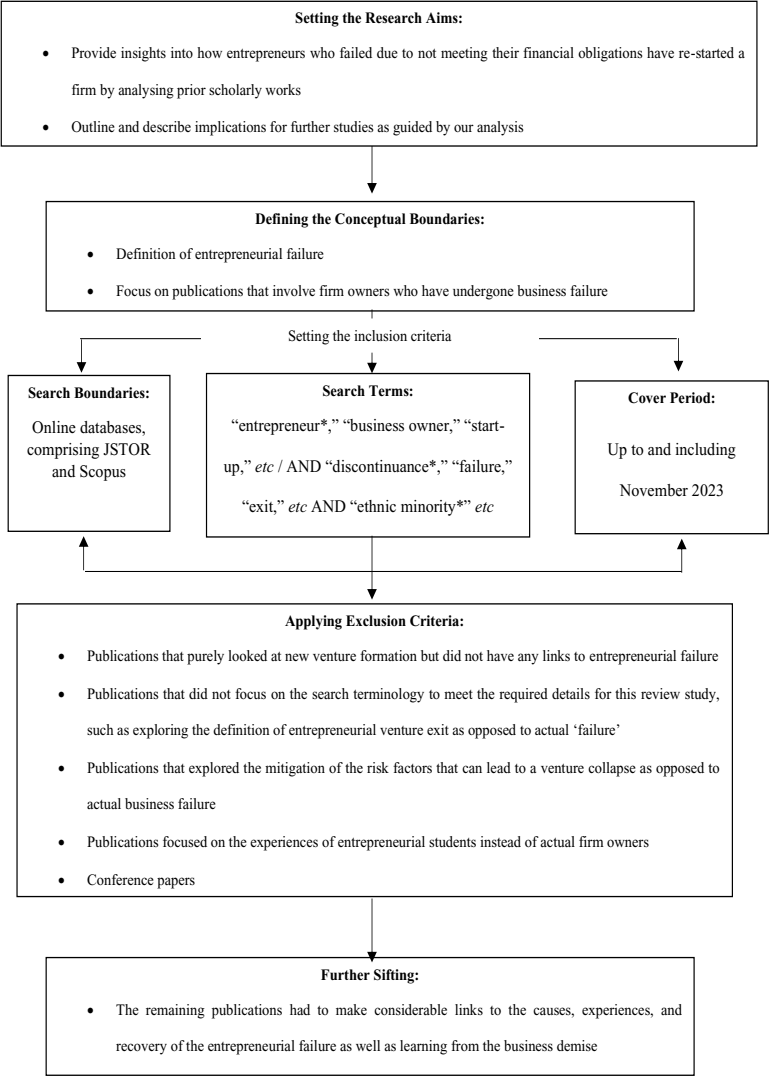 Setting the Research Aims:
• Provide insights into how entrepreneurs who failed due to not meeting their financial obligations have re-started a
firm by analysing prior scholarly works
• Outline and describe implications for further studies as guided by our analysis
Defining the Conceptual Boundaries:
• Definition of entrepreneurial failure
• Focus on publications that involve firm owners who have undergone business failure
Setting the inclusion criteria
Search Boundaries:
Online databases,
comprising JSTOR
and Scopus
Search Terms:
“entrepreneur*,” “business owner,” “start-
up,” etc / AND “discontinuance*,” “failure,”
“exit,” etc AND “ethnic minority*” etc
Cover Period:
Up to and including
November 2023
Applying Exclusion Criteria:
• Publications that purely looked at new venture formation but did not have any links to entrepreneurial failure
• Publications that did not focus on the search terminology to meet the required details for this review study,
such as exploring the definition of entrepreneurial venture exit as opposed to actual ‘failure’
• Publications that explored the mitigation of the risk factors that can lead to a venture collapse as opposed to
actual business failure
• Publications focused on the experiences of entrepreneurial students instead of actual firm owners
• Conference papers
Further Sifting:
• The remaining publications had to make considerable links to the causes, experiences, and
recovery of the entrepreneurial failure as well as learning from the business demise